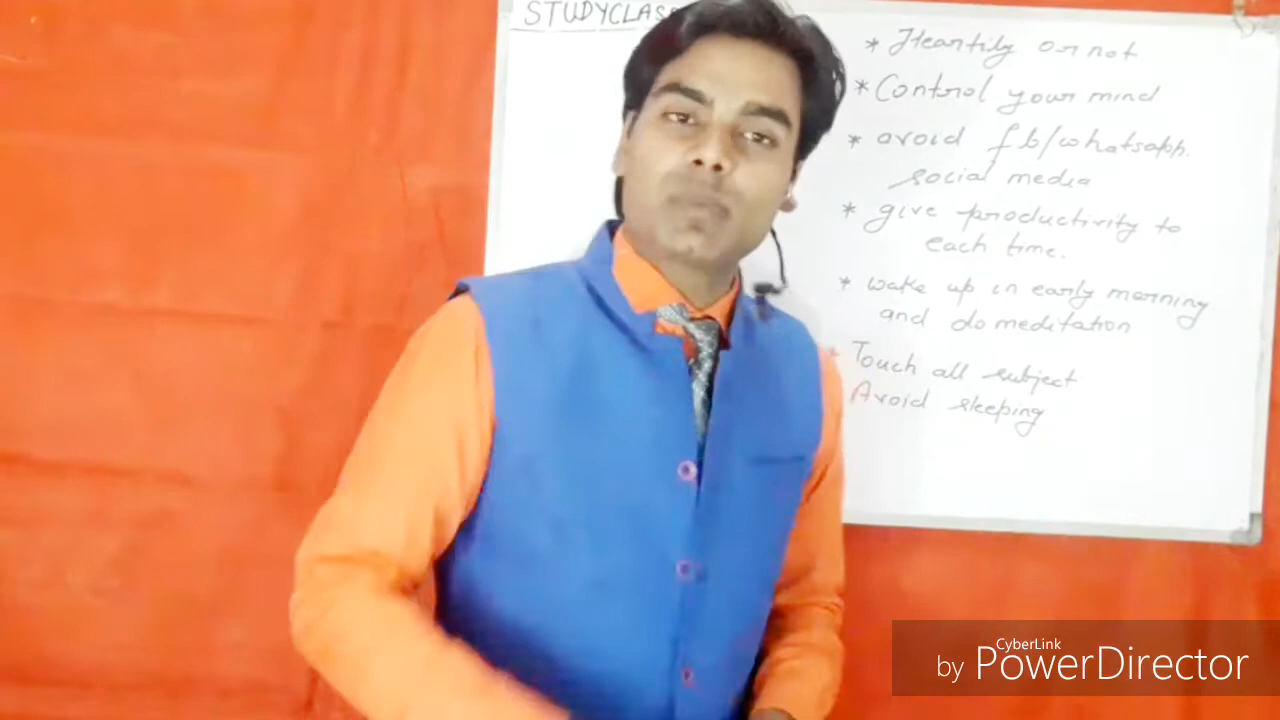 STUDYCLAS
* Heartily or not
* Control your mind
* avoid fb/whatsapp.
social media
* give productivity to
each time.
* wake up in early morning
and do meditation
* Touch all subject
Avoid sleeping
CyberLink
by PowerDirector